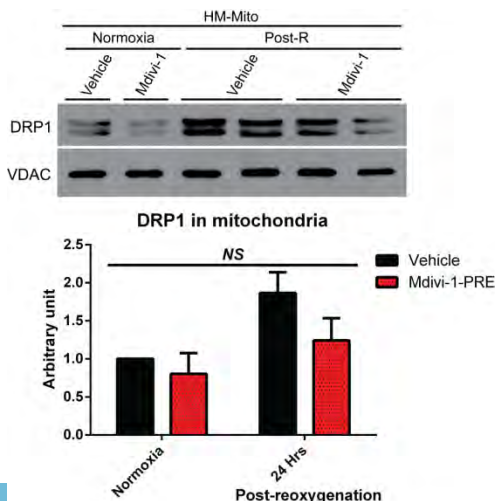 HM-Mito
Normoxia Post-R
Vehicle Mdivi-1 Vehicle Mdivi-1
DRP1
VDAC
DRP1 in mitochondria
NS
Vehicle
Mdivi-1-PRE
Arbitrary unit
2.5
2.0
1.5
1.0
0.5
0.0
Normoxia 24 Hrs
Post-reoxygenation